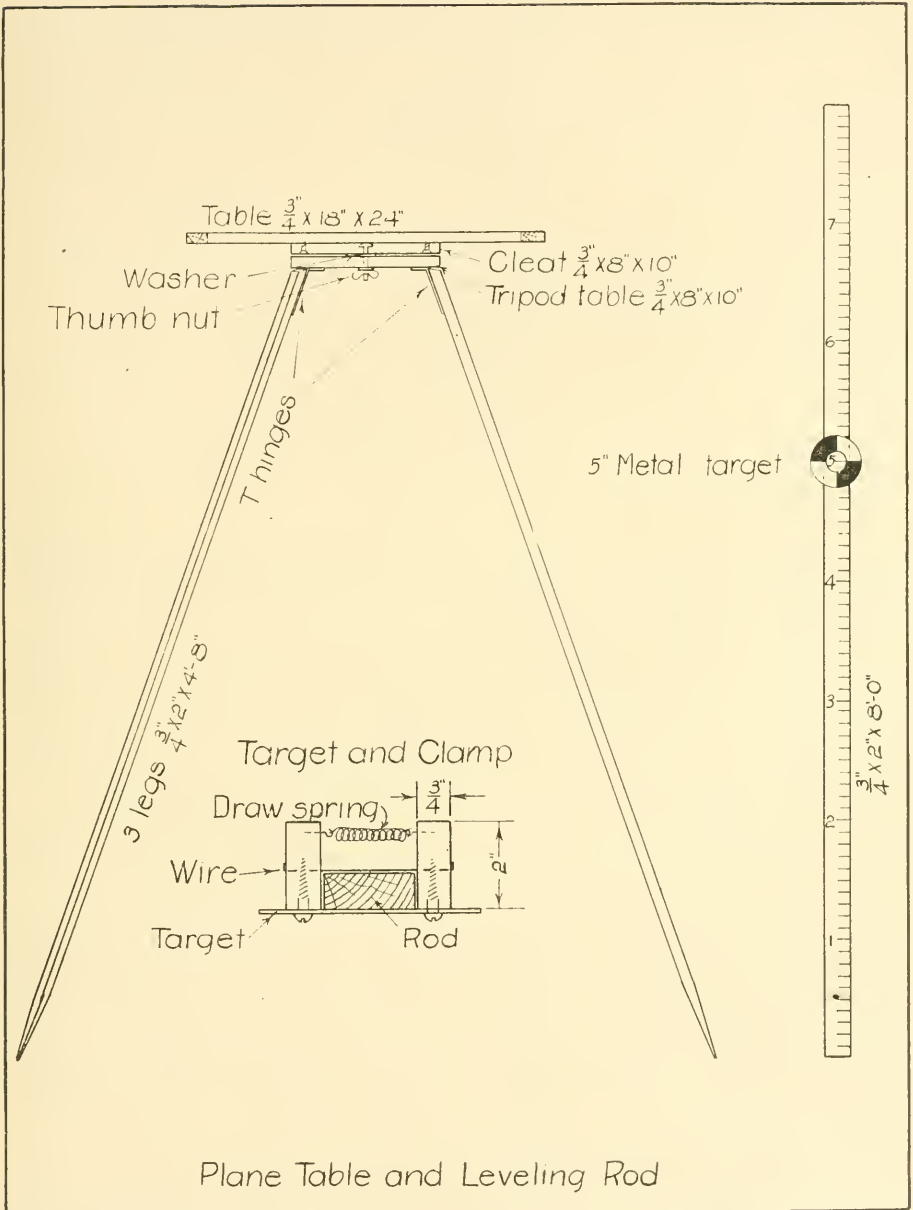 Table 3/4" x 18" x 24"
Washer
Thumb nut
Cleat 3/4" x 8" x 10"
Tripod table 3/4" x 8" x 10"
T hinges
3 legs 3/4" x 2" x 4'-8"
5" Metal target
7
6
5
4
3
2
1
3/4" x 2" x 8'-0"
Target and Clamp
3/4"
Draw spring
Wire
2"
Target
Rod
Plane Table and Leveling Rod